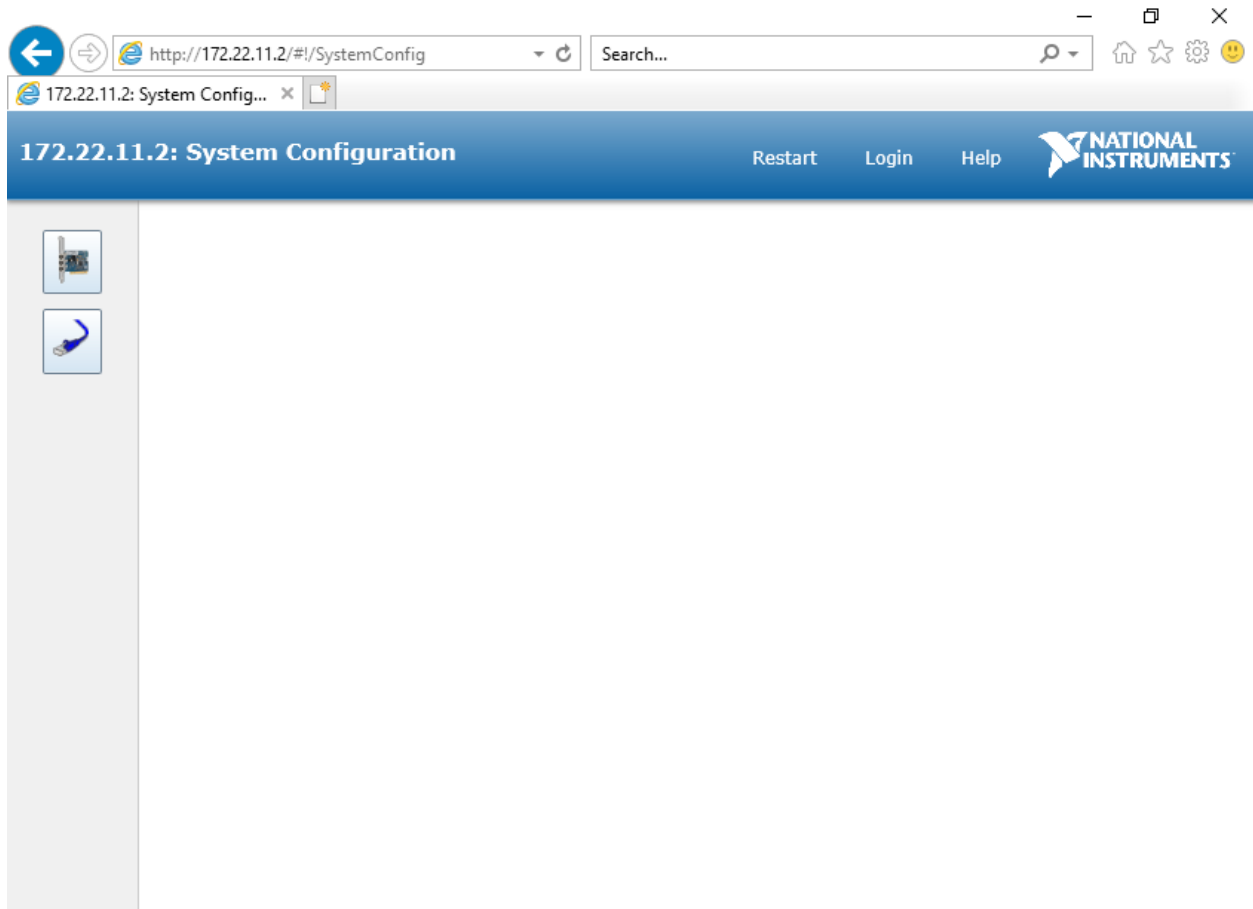 http://172.22.11.2/#!/SystemConfig
Search...
172.22.11.2: System Config...
172.22.11.2: System Configuration
Restart
Login
Help
NATIONAL
INSTRUMENTS